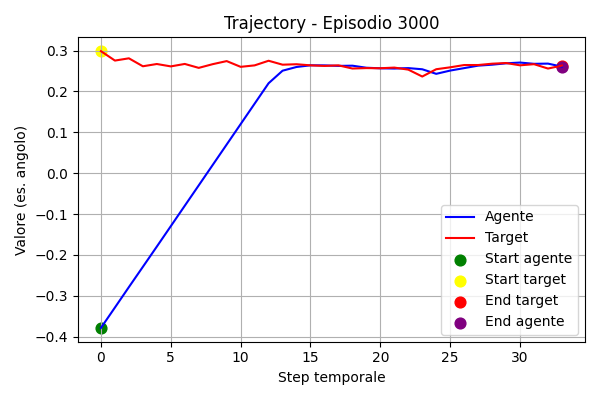 Trajectory - Episodio 3000
Valore (es. angolo)
0.3
0.2
0.1
0.0
−0.1
−0.2
−0.3
−0.4
0 5 10 15 20 25 30
Step temporale
Agente
Target
Start agente
Start target
End target
End agente